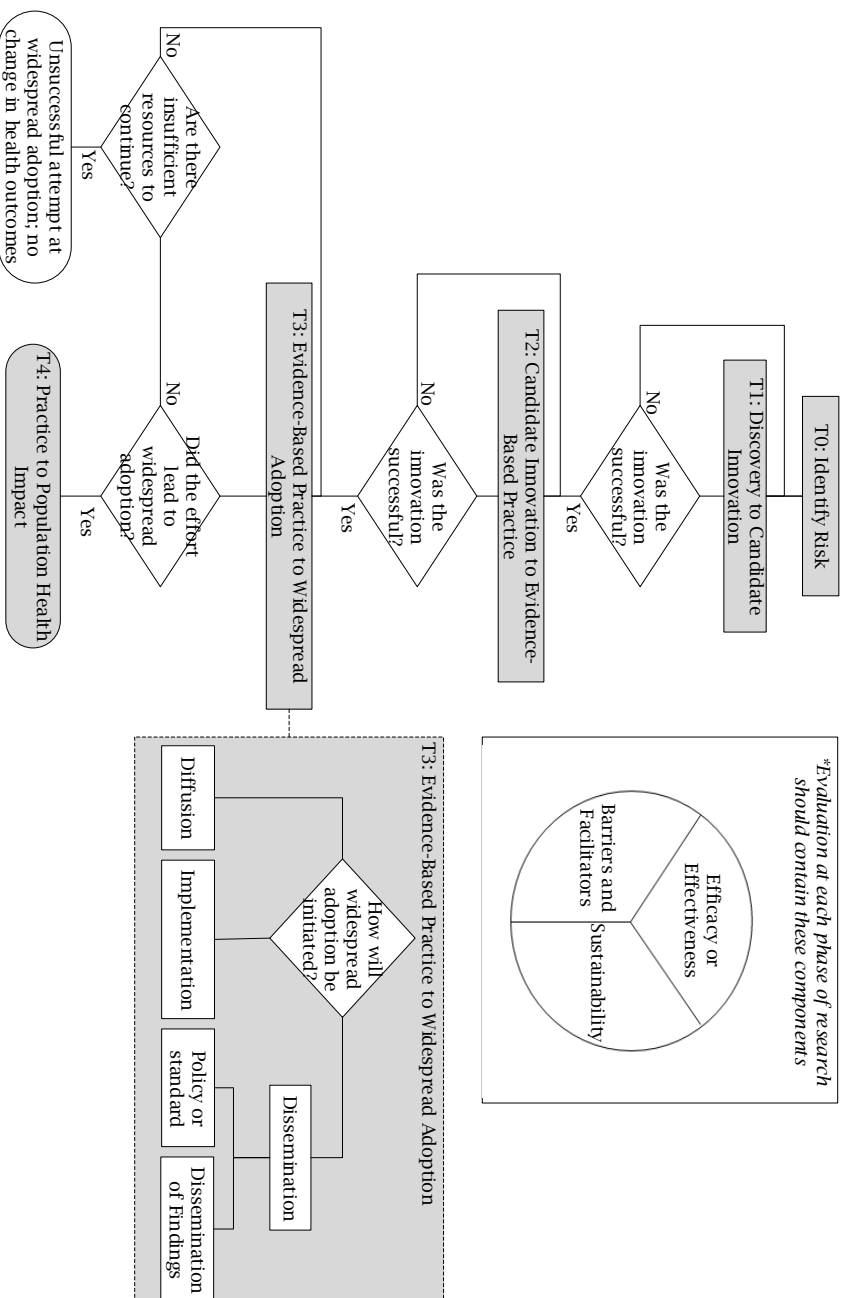 T0: Identify Risk
T1: Discovery to Candidate
Innovation
Was the
innovation
successful?
No
Yes
T2: Candidate Innovation to Evidence-
Based Practice
Was the
innovation
successful?
No
Yes
T3: Evidence-Based Practice to Widespread
Adoption
Did the effort
lead to
widespread
adoption?
No
Yes
T4: Practice to Population Health
Impact
Are there
insufficient
resources to
continue?
No
Yes
Unsuccessful attempt at
widespread adoption; no
change in health outcomes
*Evaluation at each phase of research
should contain these components
Efficacy or
Effectiveness
Barriers and
Facilitators
Sustainability
T3: Evidence-Based Practice to Widespread Adoption
How will
widespread
adoption be
initiated?
Dissemination
Diffusion
Implementation
Policy or
standard
Dissemination
of Findings